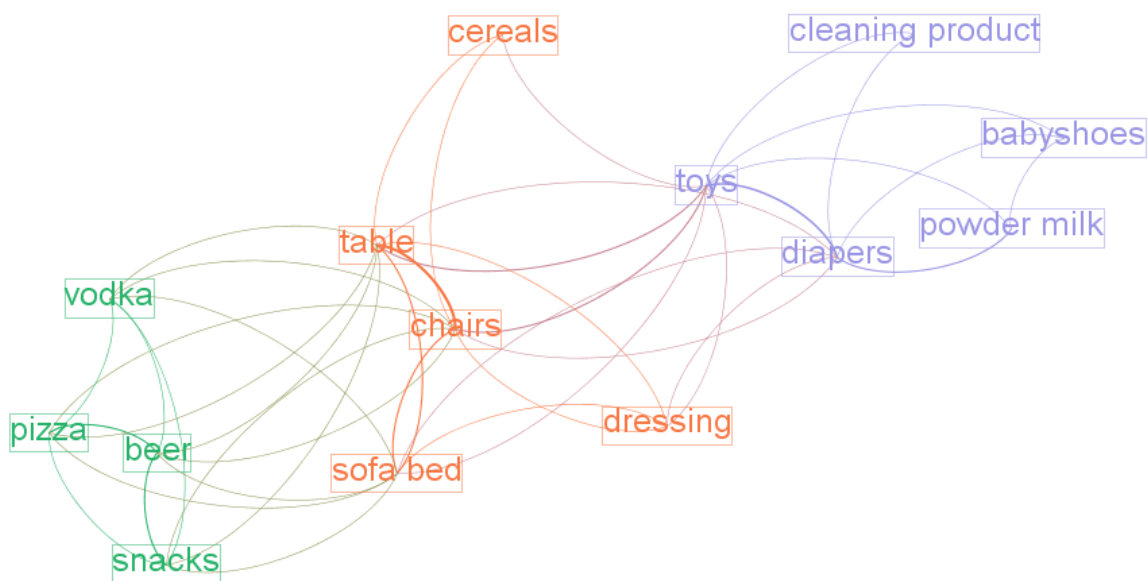 cereals
cleaning product
babyshoes
toys
powder milk
table
diapers
vodka
chairs
dressing
pizza
beer
sofa bed
snacks